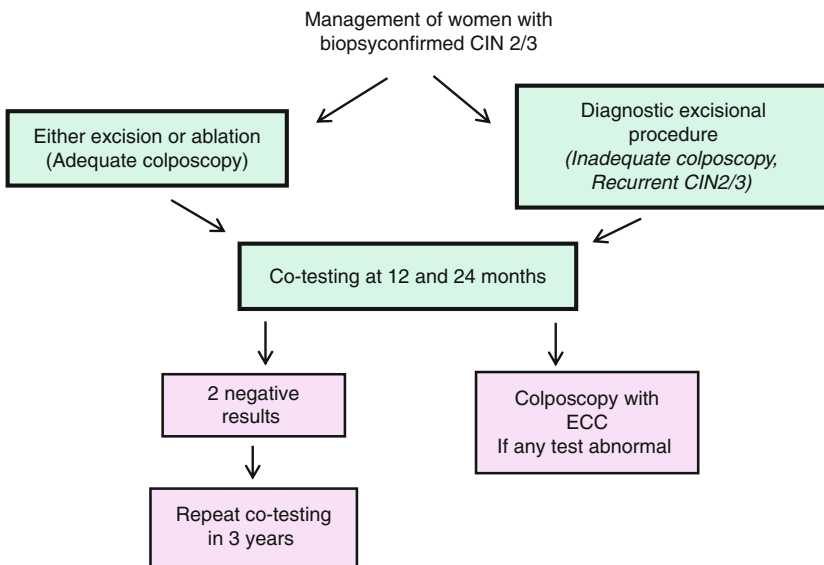 Management of women with
biopsyconfirmed CIN 2/3
Either excision or ablation
(Adequate colposcopy)
Diagnostic excisional
procedure
(Inadequate colposcopy,
Recurrent CIN2/3)
Co-testing at 12 and 24 months
2 negative
results
Colposcopy with
ECC
If any test abnormal
Repeat co-testing
in 3 years